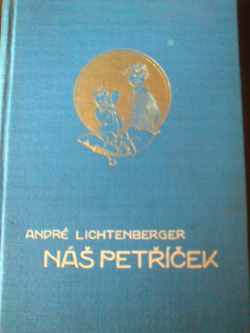 ANDRÉ LICHTENBERGER
NÁŠ PETŘÍČEK